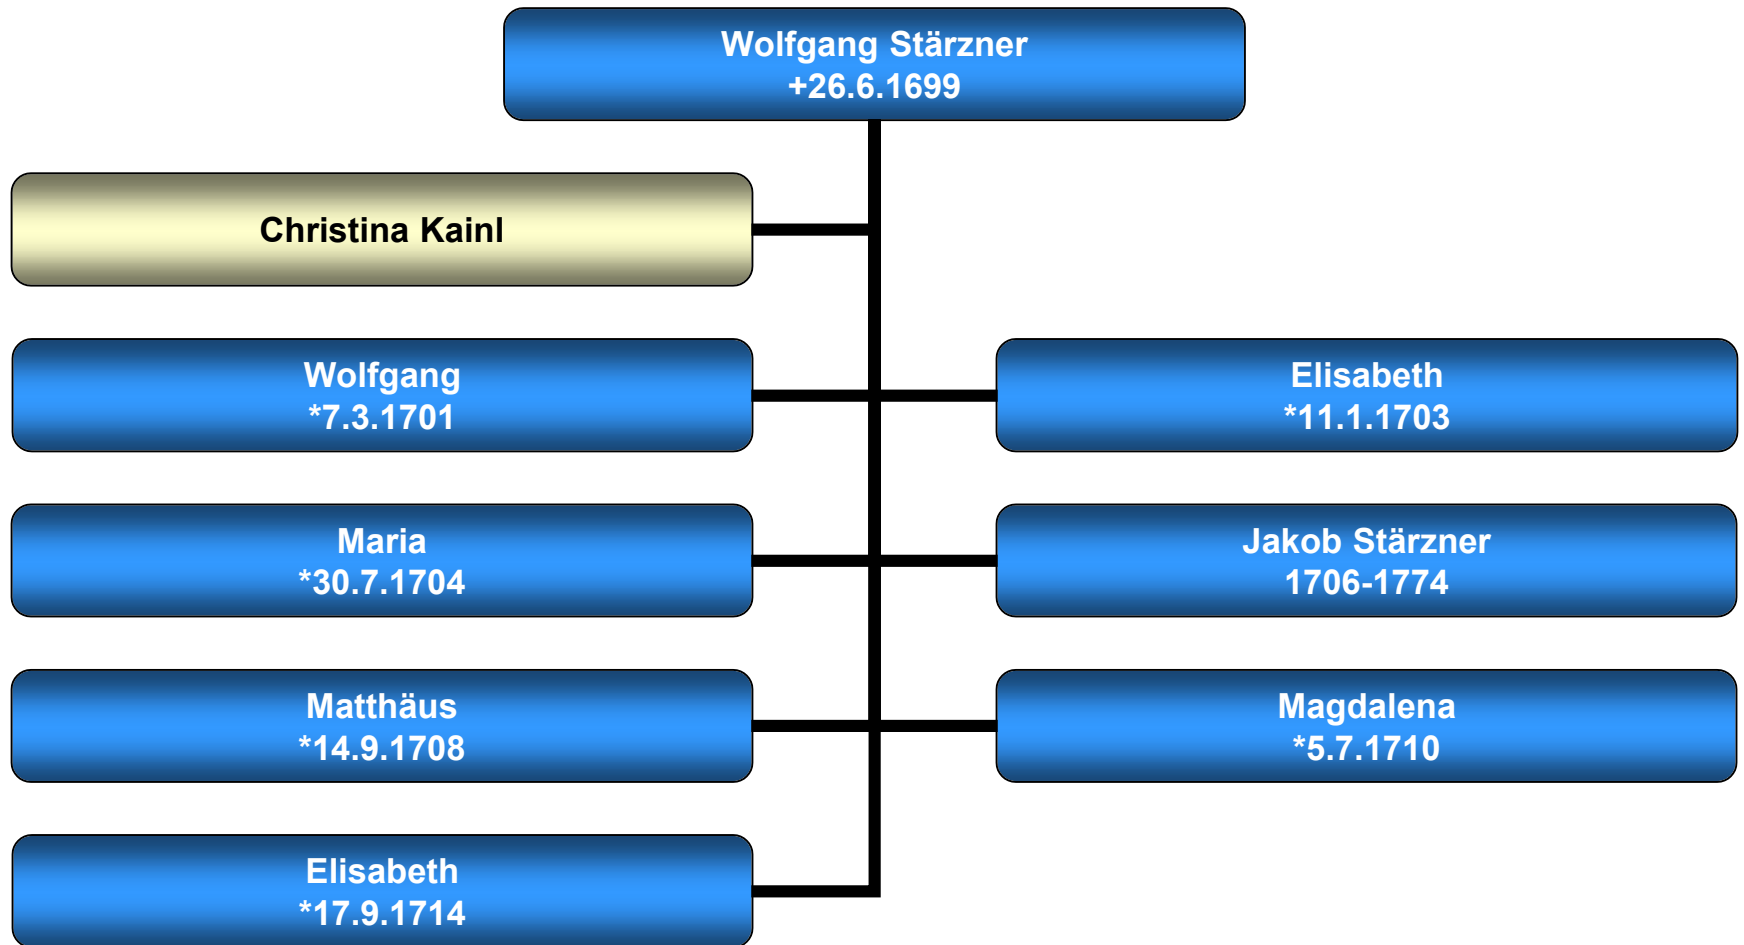 Wolfgang Stärzner
+26.6.1699
Christina Kainl
Wolfgang
*7.3.1701
Elisabeth
*11.1.1703
Maria
*30.7.1704
Jakob Stärzner
1706-1774
Matthäus
*14.9.1708
Magdalena
*5.7.1710
Elisabeth
*17.9.1714